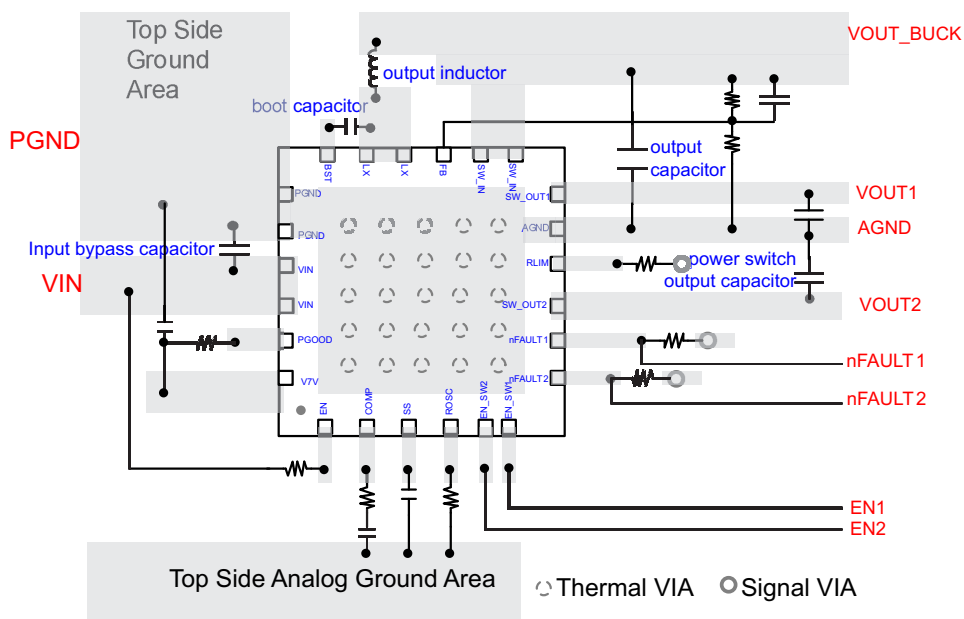 Top Side
Ground
Area
VOUT_BUCK
output inductor
boot capacitor
PGND
output
capacitor
BST
LX
LX
FB
SW_IN
SW_IN
PGND
SW_OUT1
VOUT1
PGND
AGND
AGND
Input bypass capacitor
VIN
RLIM
power switch
output capacitor
VIN
VIN
SW_OUT2
VOUT2
PGOOD
nFAULT1
nFAULT1
V7V
nFAULT2
nFAULT2
EN
COMP
SS
ROSC
EN_SW2
EN_SW1
EN1
EN2
Top Side Analog Ground Area
Thermal VIA
Signal VIA